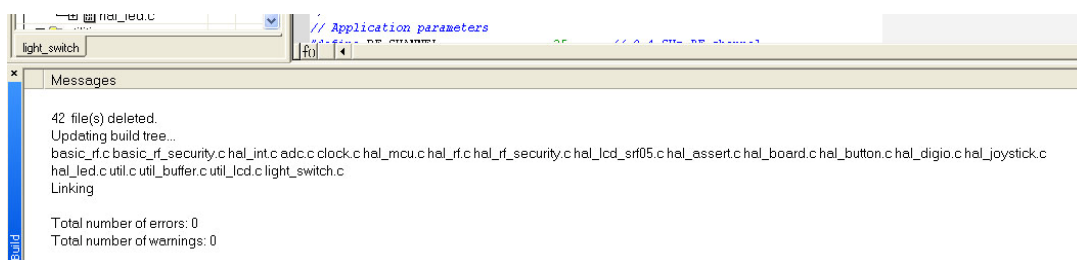 hal_led.c
// Application parameters
light_switch
f()
Messages
42 file(s) deleted.
Updating build tree...
basic_rf.c basic_rf_security.c hal_int.c adc.c clock.c hal_mcu.c hal_rf.c hal_rf_security.c hal_lcd_srf05.c hal_assert.c hal_board.c hal_button.c hal_digio.c hal_joystick.c
hal_led.c util.c util_buffer.c util_lcd.c light_switch.c
Linking
Total number of errors: 0
Total number of warnings: 0
Build